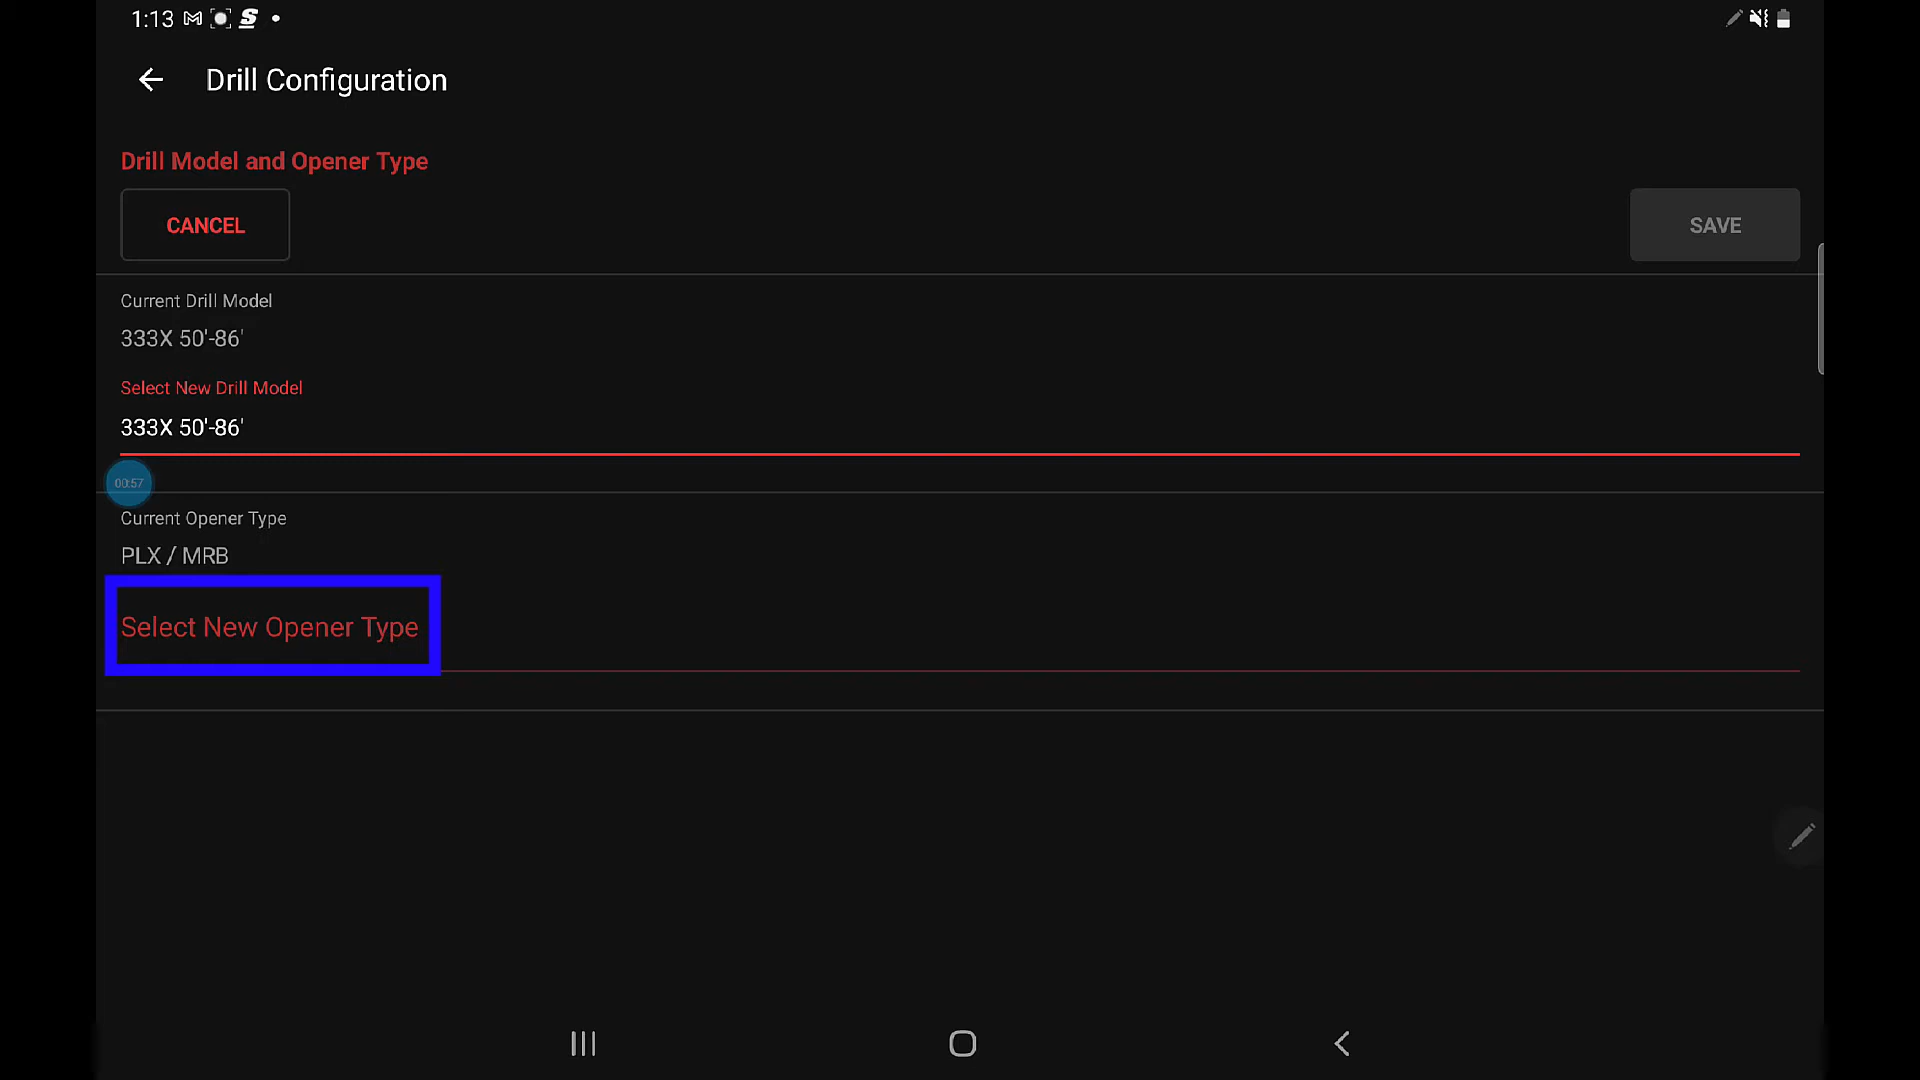 1:13
Drill Configuration
Drill Model and Opener Type
CANCEL
SAVE
Current Drill Model
333X 50'-86'
Select New Drill Model
333X 50'-86'
00:57
Current Opener Type
PLX / MRB
Select New Opener Type